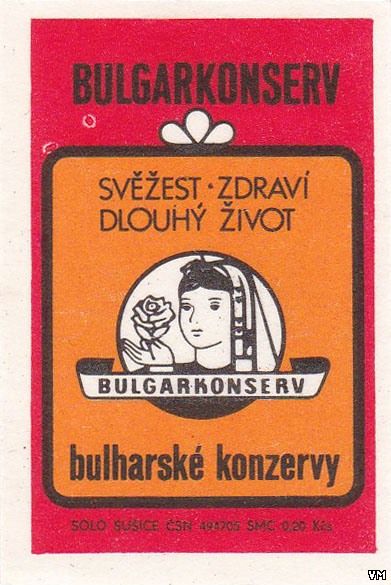 BULGARKONSERV
SVĚŽEST · ZDRAVÍ
DLOUHÝ ŽIVOT
BULGARKONSERV
bulharské konzervy
SOLO SUŠICE ČSN 494705 SMC 0,20 Kčs
VM